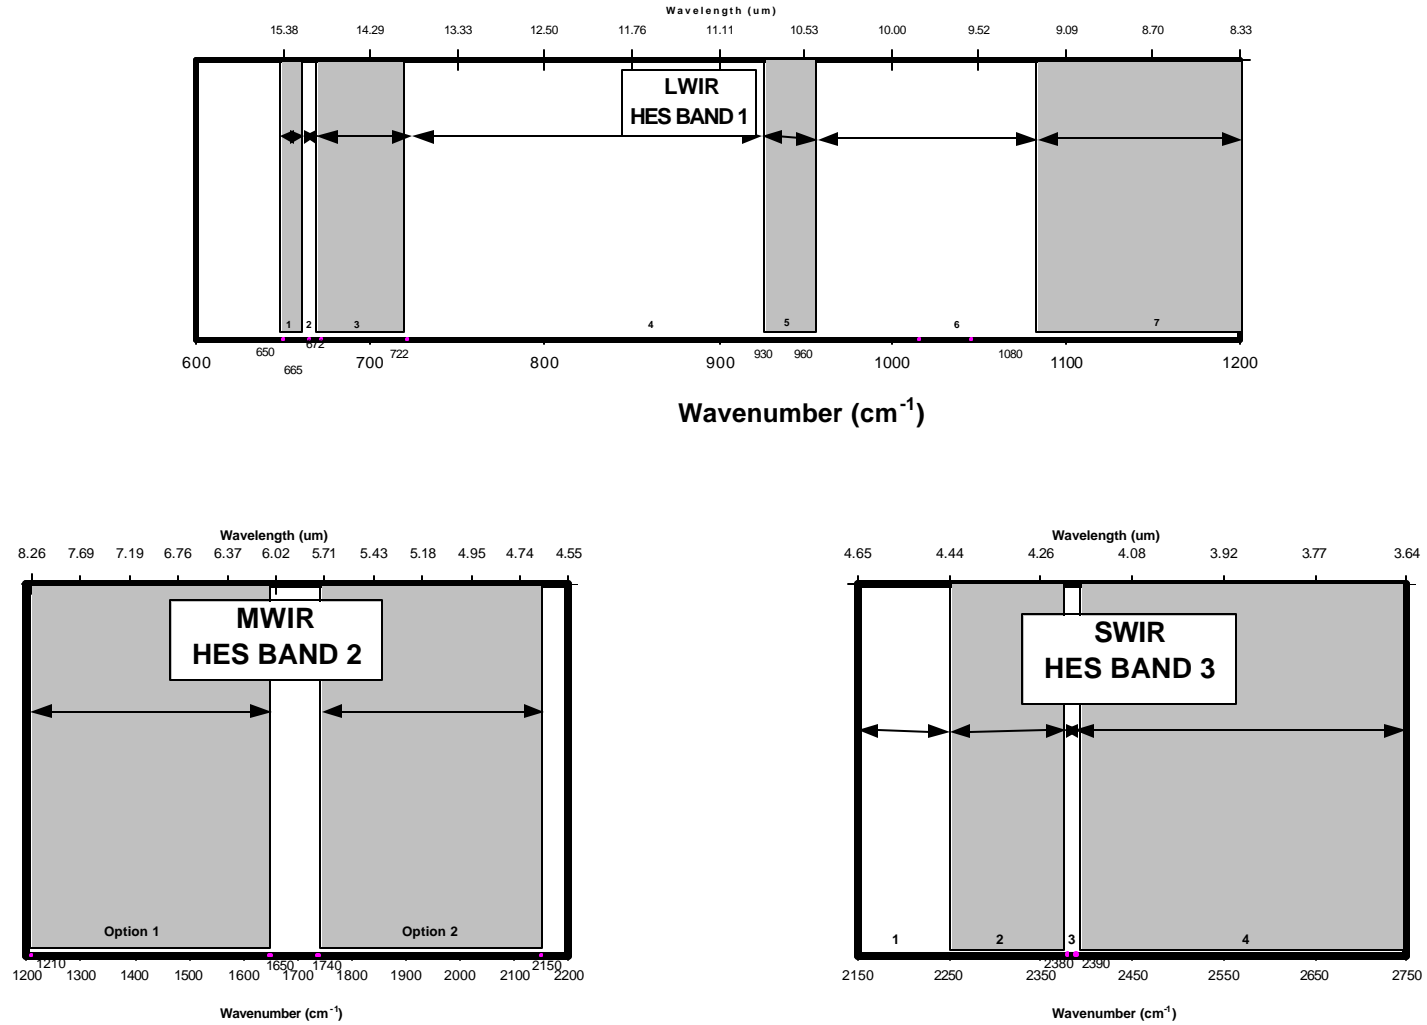 Wavelength (um)
15.38 14.29 13.33 12.50 11.76 11.11 10.53 10.00 9.52 9.09 8.70 8.33
LWIR
HES BAND 1
1 2 3 4 5 6 7
650 665 672 722 930 960 1080
600 700 800 900 1000 1100 1200
Wavenumber (cm-1)
Wavelength (um)
8.26 7.69 7.19 6.76 6.37 6.02 5.71 5.43 5.18 4.95 4.74 4.55
MWIR
HES BAND 2
Option 1 Option 2
1210 1650 1740 2150
1200 1300 1400 1500 1600 1700 1800 1900 2000 2100 2200
Wavenumber (cm-1)
Wavelength (um)
4.65 4.44 4.26 4.08 3.92 3.77 3.64
SWIR
HES BAND 3
1 2 3 4
2380 2390
2150 2250 2350 2450 2550 2650 2750
Wavenumber (cm-1)